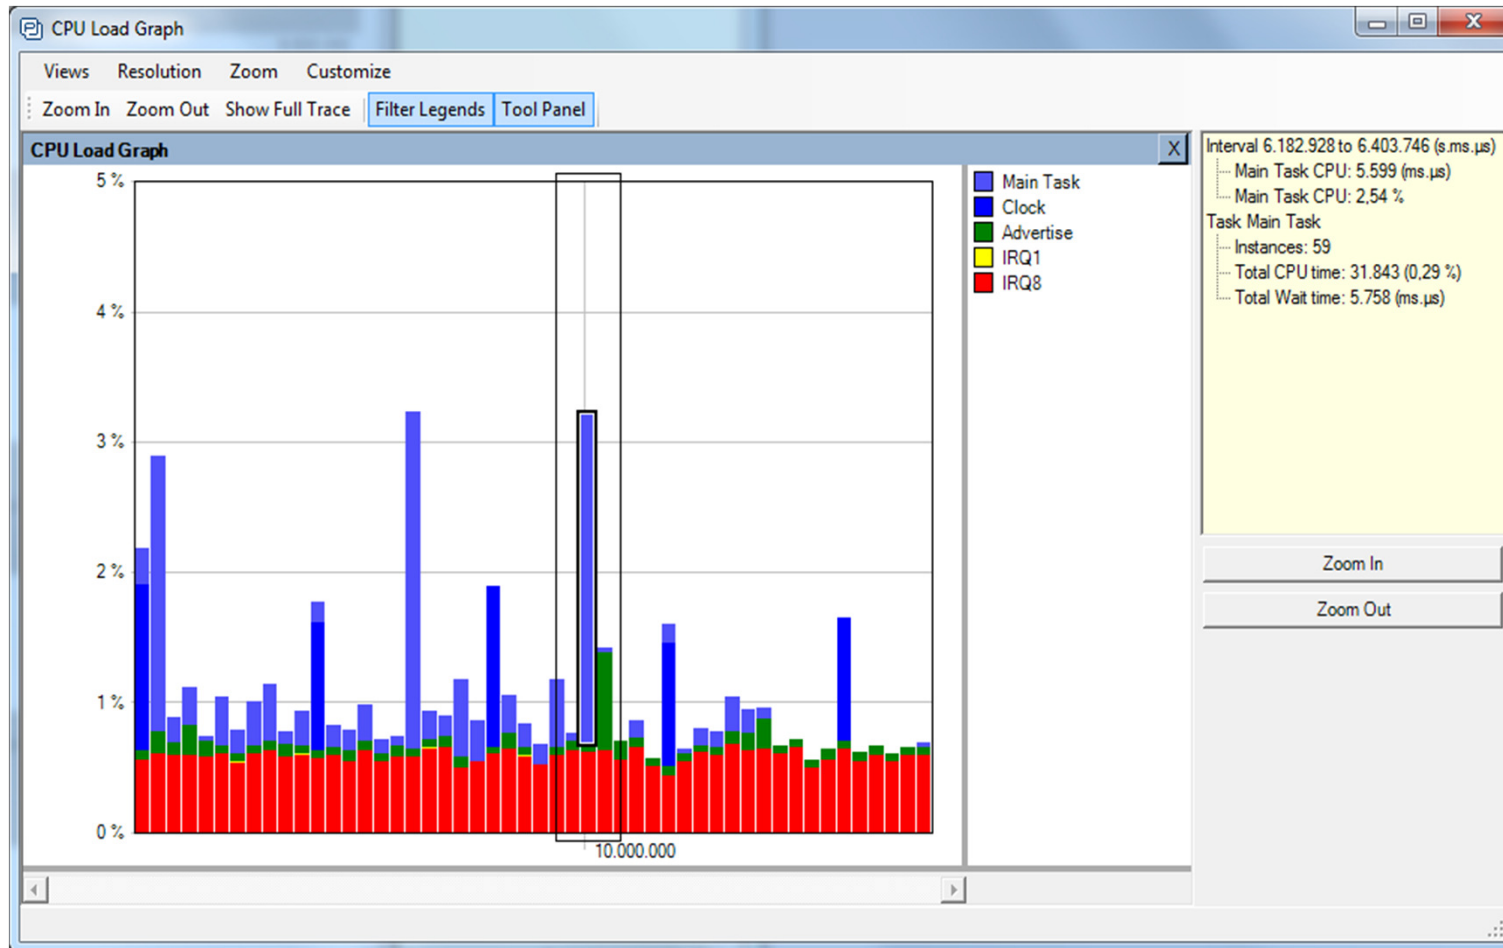 CPU Load Graph
Views Resolution Zoom Customize
Zoom In Zoom Out Show Full Trace Filter Legends Tool Panel
CPU Load Graph X
5 %
4 %
3 %
2 %
1 %
0 %
10.000.000
Main Task
Clock
Advertise
IRQ1
IRQ8
Interval 6.182.928 to 6.403.746 (s.ms.µs)
Main Task CPU: 5.599 (ms.µs)
Main Task CPU: 2,54 %
Task Main Task
Instances: 59
Total CPU time: 31.843 (0,29 %)
Total Wait time: 5.758 (ms.µs)
Zoom In
Zoom Out